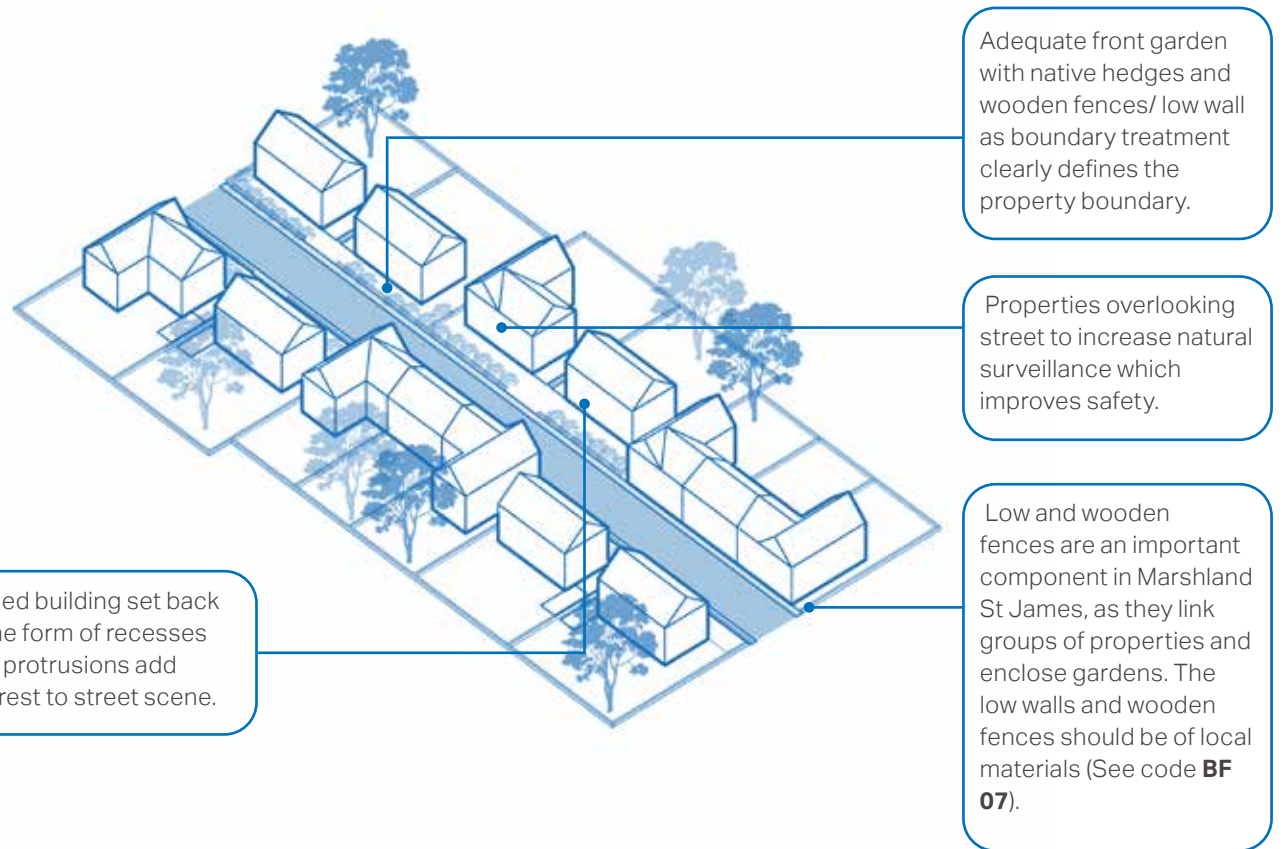 Adequate front garden
with native hedges and
wooden fences/ low wall
as boundary treatment
clearly defines the
property boundary.
Properties overlooking
street to increase natural
surveillance which
improves safety.
Low and wooden
fences are an important
component in Marshland
St James, as they link
groups of properties and
enclose gardens. The
low walls and wooden
fences should be of local
materials (See code BF
07).
building set back
form of recesses
protrusions add
to street scene.